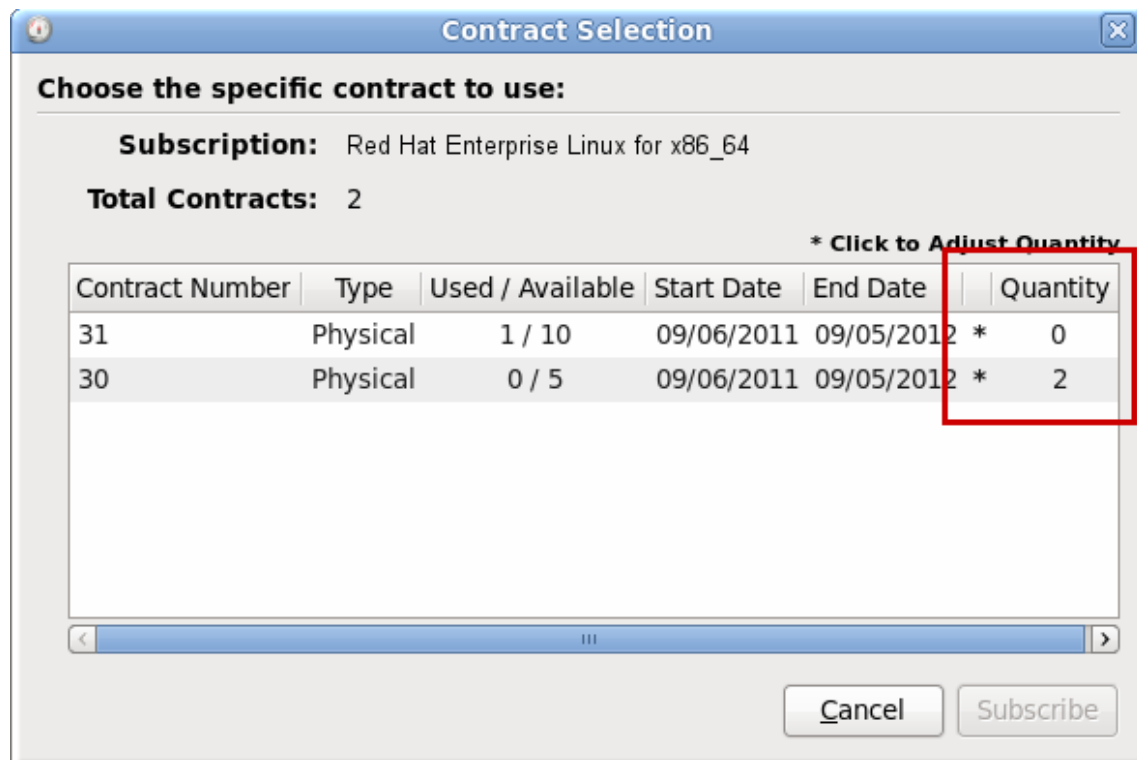 Contract Selection
Choose the specific contract to use:
Subscription: Red Hat Enterprise Linux for x86_64
Total Contracts: 2
* Click to Adjust Quantity
Contract Number Type Used / Available Start Date End Date Quantity
31 Physical 1 / 10 09/06/2011 09/05/2012 * 0
30 Physical 0 / 5 09/06/2011 09/05/2012 * 2
Cancel Subscribe